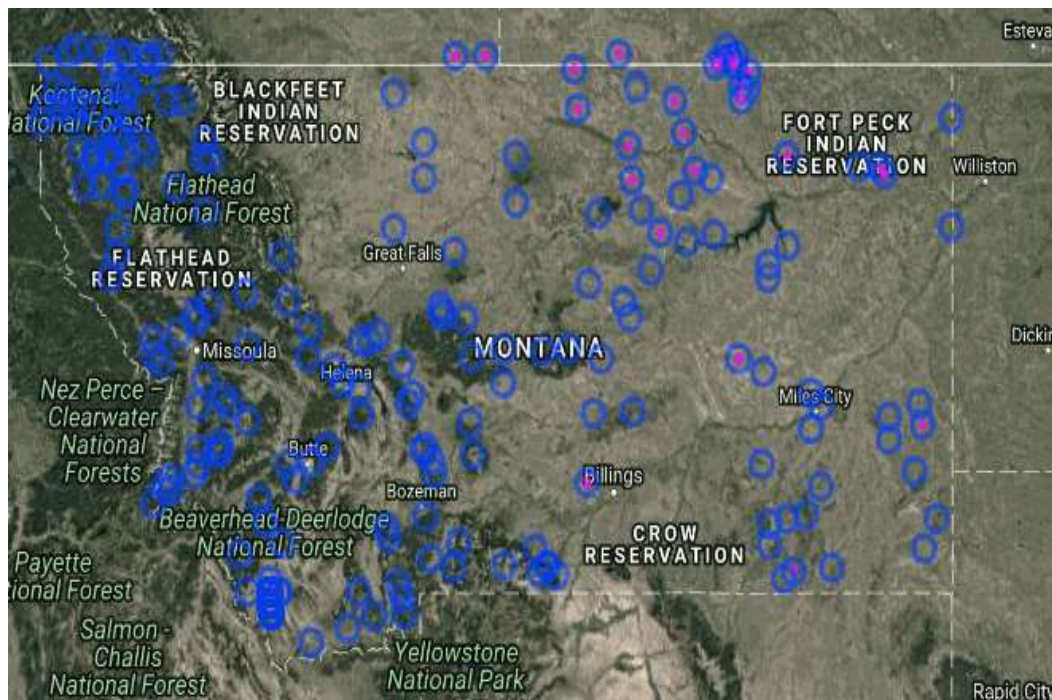 Esteva
BLACKFEET
INDIAN
RESERVATION
Kootenai
National Forest
FORT PECK
INDIAN
RESERVATION
Williston
Flathead
National Forest
FLATHEAD
RESERVATION
Great Falls
MONTANA
Dickin
Missoula
Helena
Nez Perce –
Clearwater
National
Forests
Miles City
Butte
Bozeman
Billings
Beaverhead-Deerlodge
National Forest
CROW
RESERVATION
Payette
tional Forest
Salmon -
Challis
National Forest
Yellowstone
National Park
Rapid City